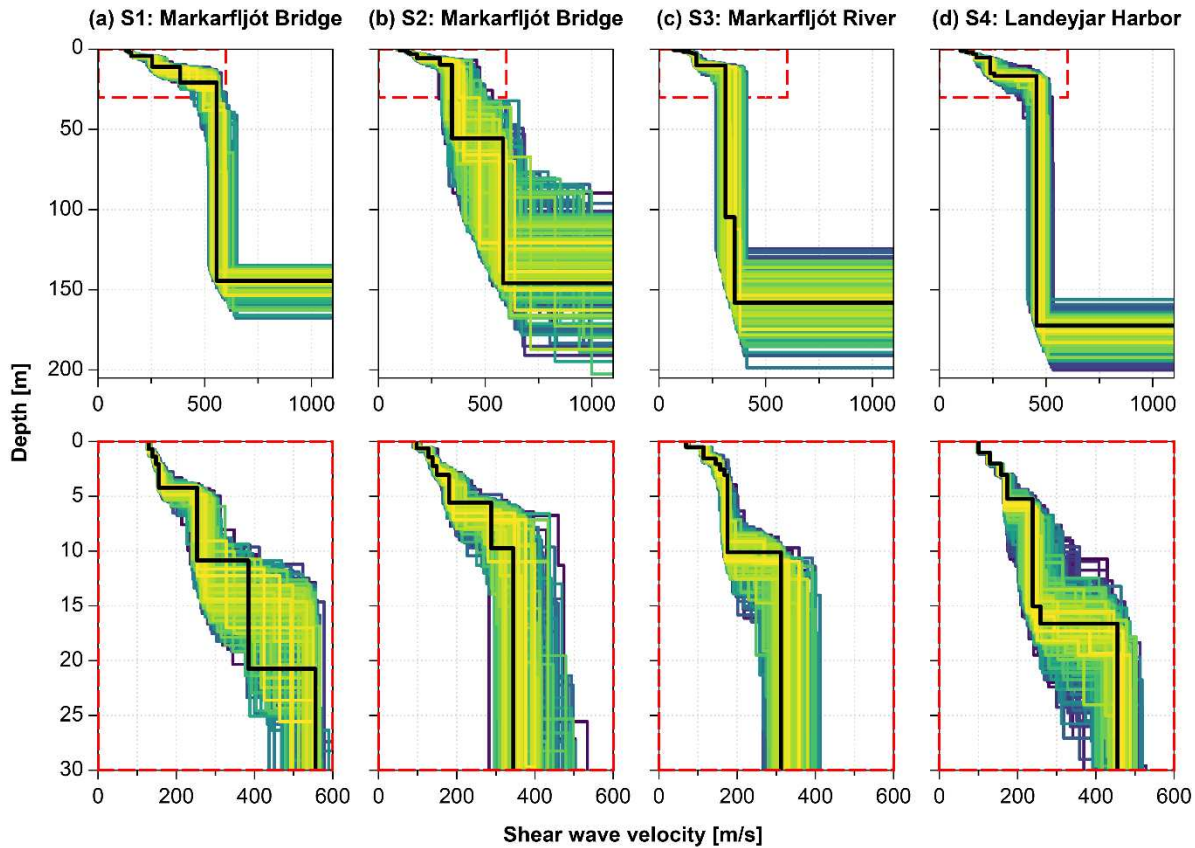 (a) S1: Markarfljót Bridge
(b) S2: Markarfljót Bridge
(c) S3: Markarfljót River
(d) S4: Landeyjar Harbor
0
50
100
150
200
0 500 1000
0 500 1000
0 500 1000
0 500 1000
Depth [m]
0
5
10
15
20
25
30
0 200 400 600
0 200 400 600
0 200 400 600
0 200 400 600
Shear wave velocity [m/s]